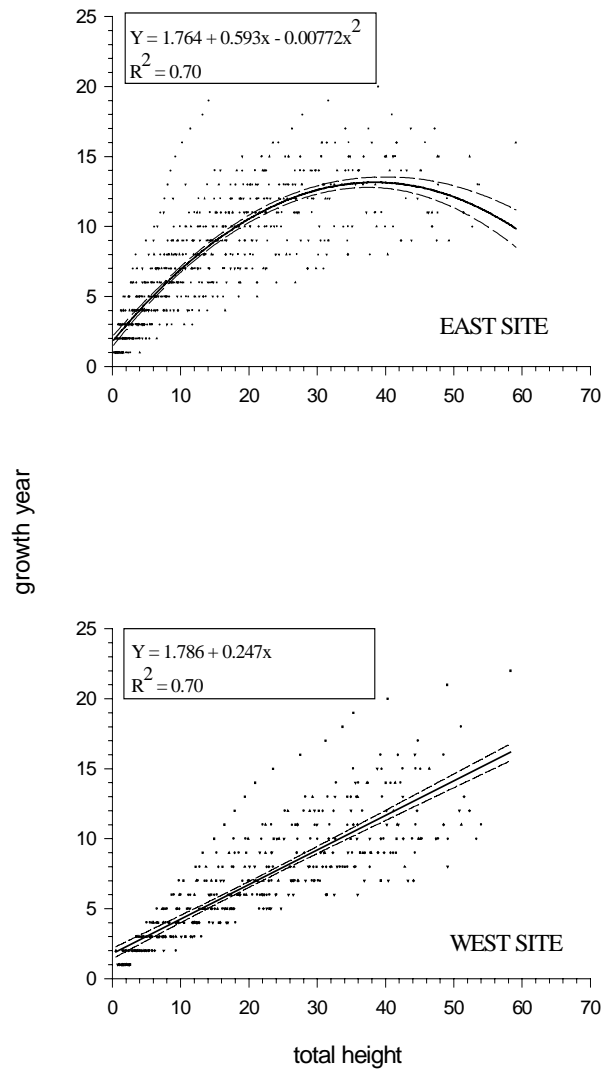 25
Y = 1.764 + 0.593x - 0.00772x²
R² = 0.70
20
15
10
5
0
EAST SITE
0 10 20 30 40 50 60 70
growth year
25
Y = 1.786 + 0.247x
R² = 0.70
20
15
10
5
0
WEST SITE
0 10 20 30 40 50 60 70
total height